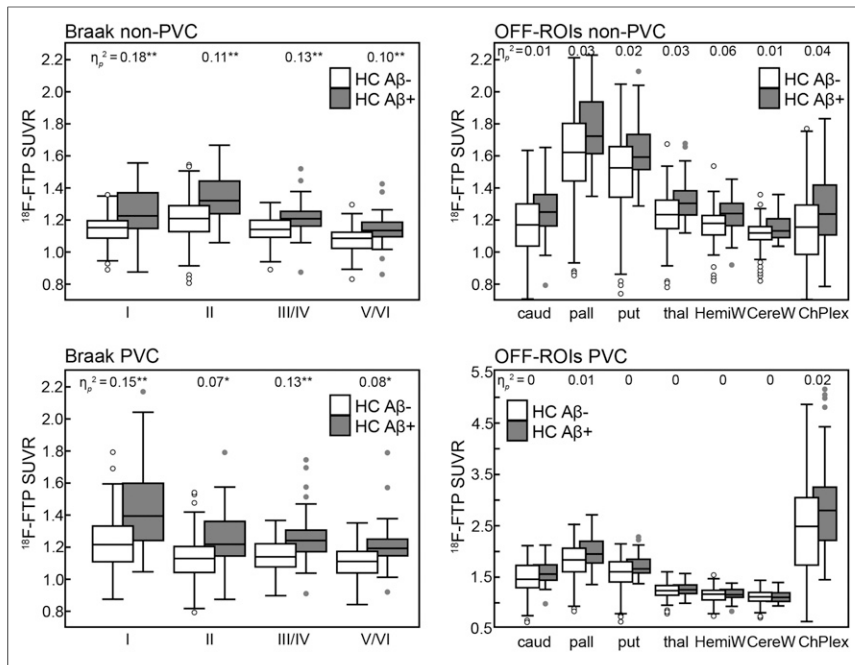 Braak non-PVC
ηp² = 0.18** 0.11** 0.13** 0.10**
HC Aβ-
HC Aβ+
18F-FTP SUVR
2.2
2.0
1.8
1.6
1.4
1.2
1.0
0.8
I II III/IV V/VI
OFF-ROIs non-PVC
ηp² = 0.01 0.03 0.02 0.03 0.06 0.01 0.04
HC Aβ-
HC Aβ+
18F-FTP SUVR
2.2
2.0
1.8
1.6
1.4
1.2
1.0
0.8
caud pall put thal HemiW CereW ChPlex
Braak PVC
ηp² = 0.15** 0.07* 0.13** 0.08*
HC Aβ-
HC Aβ+
18F-FTP SUVR
2.2
2.0
1.8
1.6
1.4
1.2
1.0
0.8
I II III/IV V/VI
OFF-ROIs PVC
ηp² = 0 0.01 0 0 0 0 0.02
HC Aβ-
HC Aβ+
18F-FTP SUVR
5.5
4.5
3.5
2.5
1.5
0.5
caud pall put thal HemiW CereW ChPlex